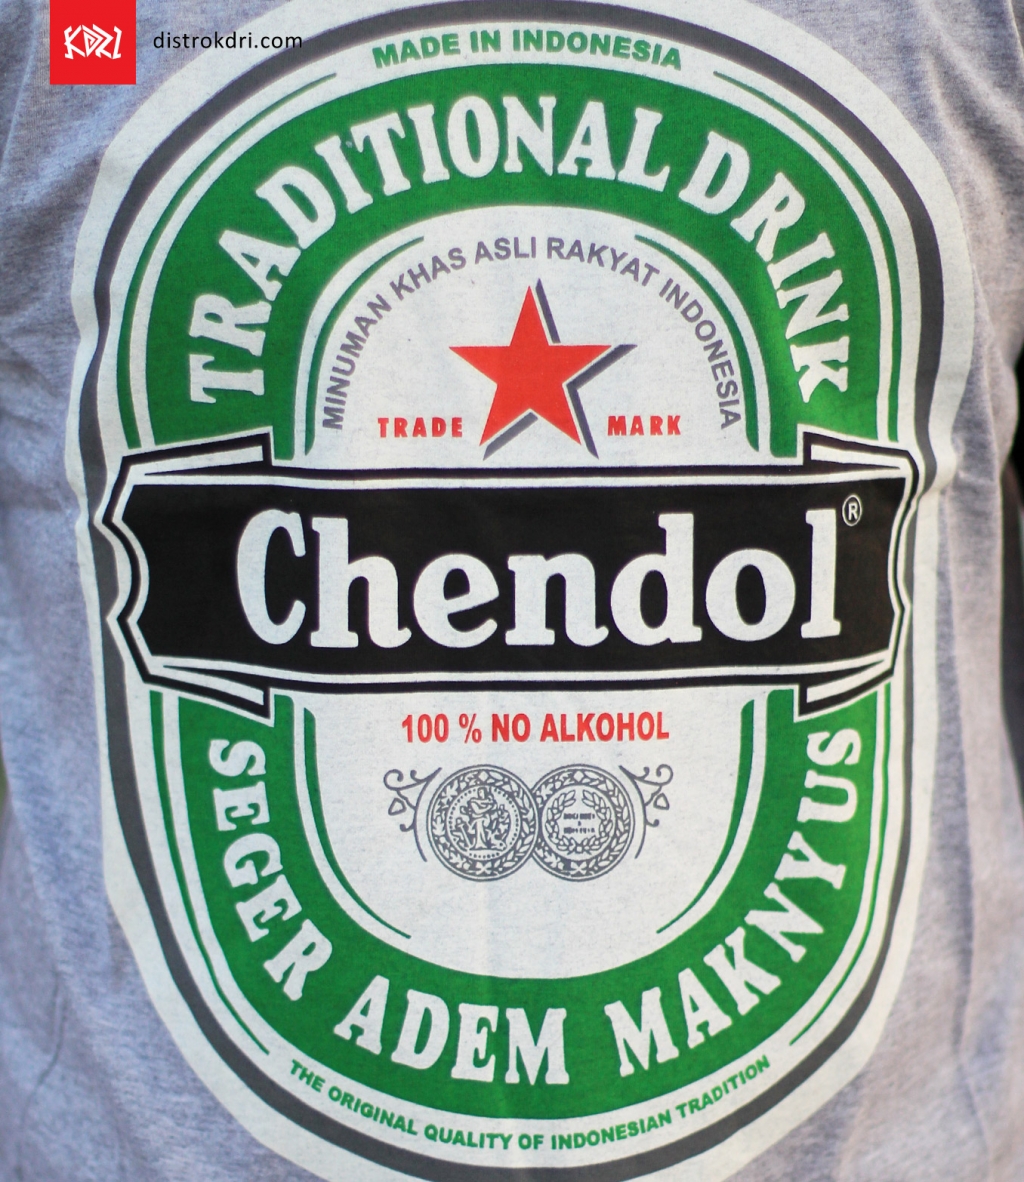 KDRI
distrokdri.com
MADE IN INDONESIA
TRADITIONAL DRINK
MINUMAN KHAS ASLI RAKYAT INDONESIA
TRADE MARK
Chendol®
100 % NO ALKOHOL
SEGER ADEM MAKNYUS
THE ORIGINAL QUALITY OF INDONESIAN TRADITION